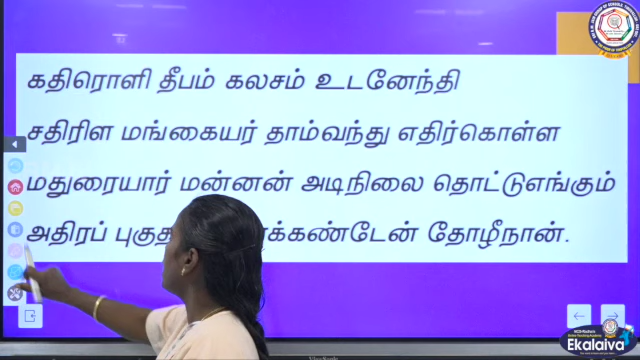 கதிரொளி தீபம் கலசம் உடனேந்தி
சதிரிள மங்கையர் தாம்வந்து எதிர்கொள்ள
மதுரையார் மன்னன் அடிநிலை தொட்டுஎங்கும்
அதிரப் புகுத க்கண்டேன் தோழீநான்.
Ekalaiva